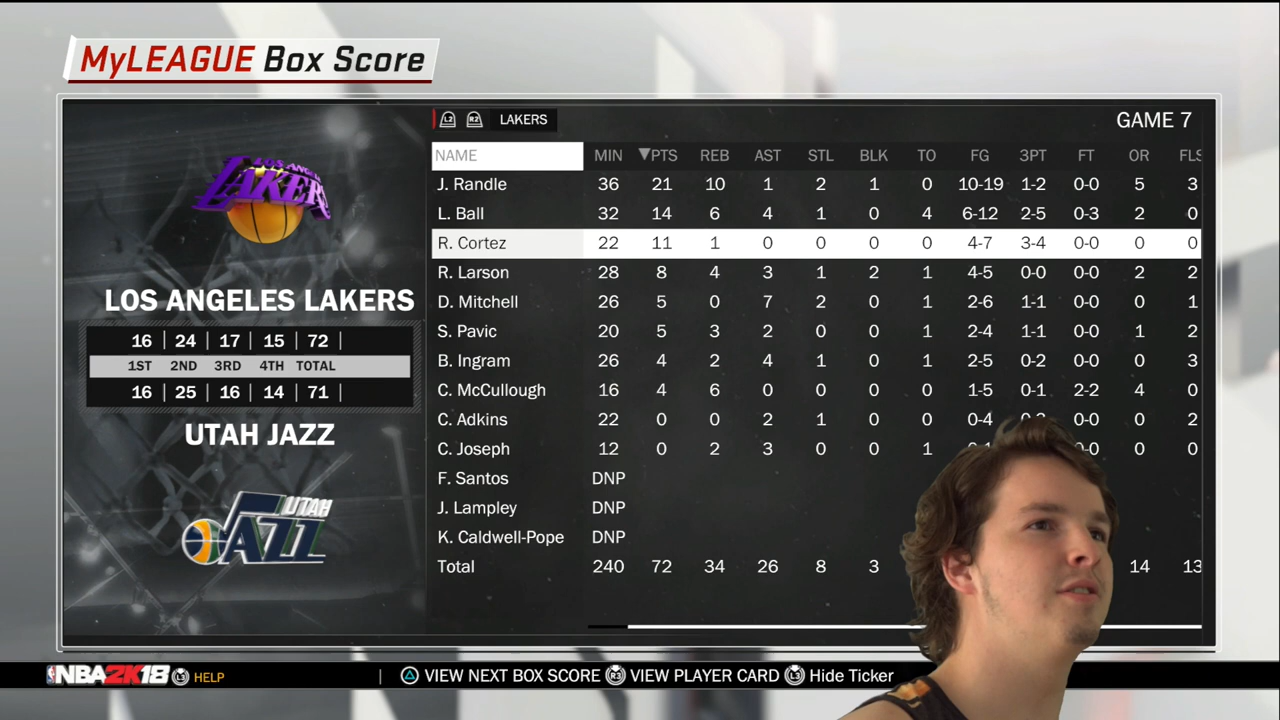 MyLEAGUE Box Score
L2 R2 LAKERS GAME 7
NAME MIN PTS REB AST STL BLK TO FG 3PT FT OR FLS
J. Randle 36 21 10 1 2 1 0 10-19 1-2 0-0 5 3
L. Ball 32 14 6 4 1 0 4 6-12 2-5 0-3 2 0
R. Cortez 22 11 1 0 0 0 0 4-7 3-4 0-0 0 0
R. Larson 28 8 4 3 1 2 1 4-5 0-0 0-0 2 2
D. Mitchell 26 5 0 7 2 0 1 2-6 1-1 0-0 0 1
S. Pavic 20 5 3 2 0 0 1 2-4 1-1 0-0 1 2
B. Ingram 26 4 2 4 1 0 1 2-5 0-2 0-0 0 3
C. McCullough 16 4 6 0 0 0 0 1-5 0-1 2-2 4 0
C. Adkins 22 0 0 2 1 0 0 0-4 0-0 0 2
C. Joseph 12 0 2 3 0 0 1 0-0 0 0
F. Santos DNP
J. Lampley DNP
K. Caldwell-Pope DNP
Total 240 72 34 26 8 3 14 13
LOS ANGELES LAKERS
LOS ANGELES LAKERS
16 24 17 15 72
1ST 2ND 3RD 4TH TOTAL
16 25 16 14 71
UTAH JAZZ
UTAH JAZZ
NBA 2K18 HELP VIEW NEXT BOX SCORE R3 VIEW PLAYER CARD L3 Hide Ticker